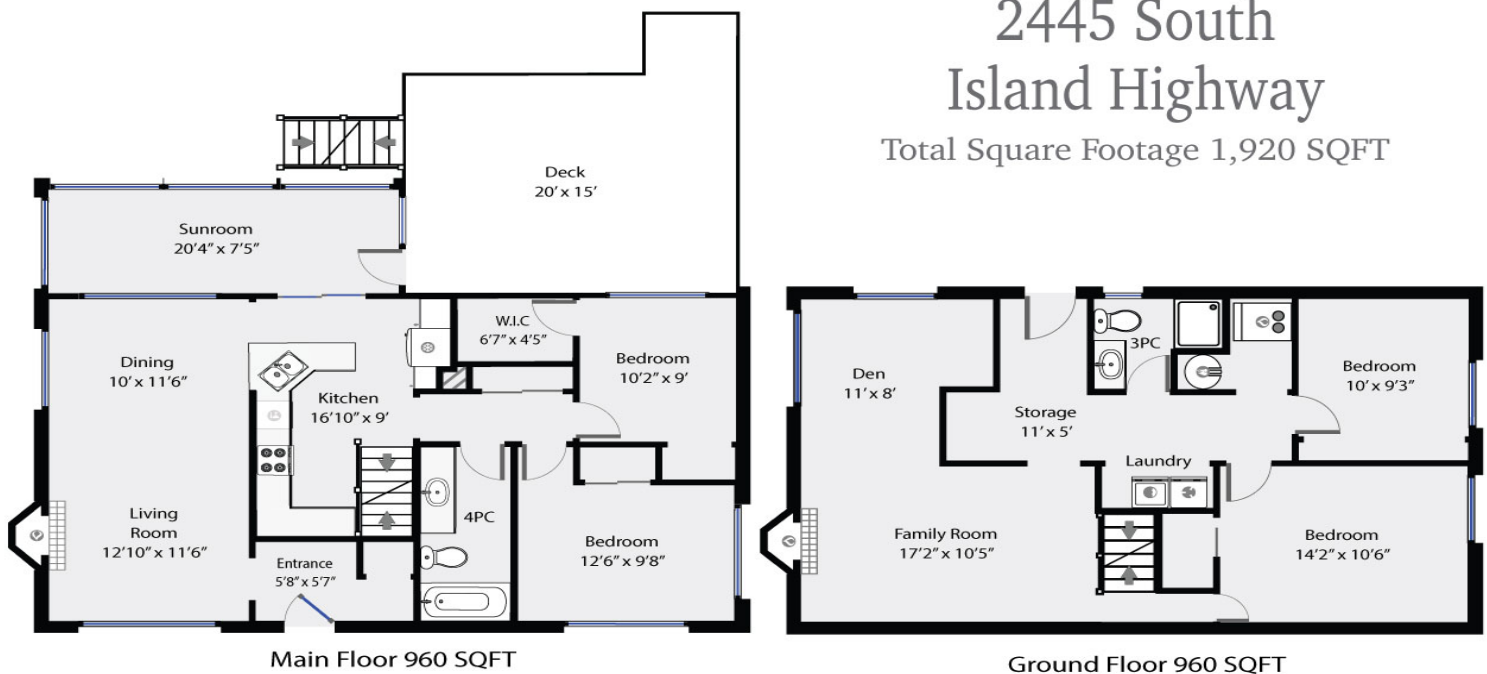 2445 South
Island Highway
Total Square Footage 1,920 SQFT
Deck
20' x 15'
Sunroom
20'4" x 7'5"
W.I.C
6'7" x 4'5"
Dining
10' x 11'6"
Bedroom
10'2" x 9'
Kitchen
16'10" x 9'
4PC
Living
Room
12'10" x 11'6"
Bedroom
12'6" x 9'8"
Entrance
5'8" x 5'7"
Main Floor 960 SQFT
3PC
Den
11' x 8'
Bedroom
10' x 9'3"
Storage
11' x 5'
Laundry
Family Room
17'2" x 10'5"
Bedroom
14'2" x 10'6"
Ground Floor 960 SQFT